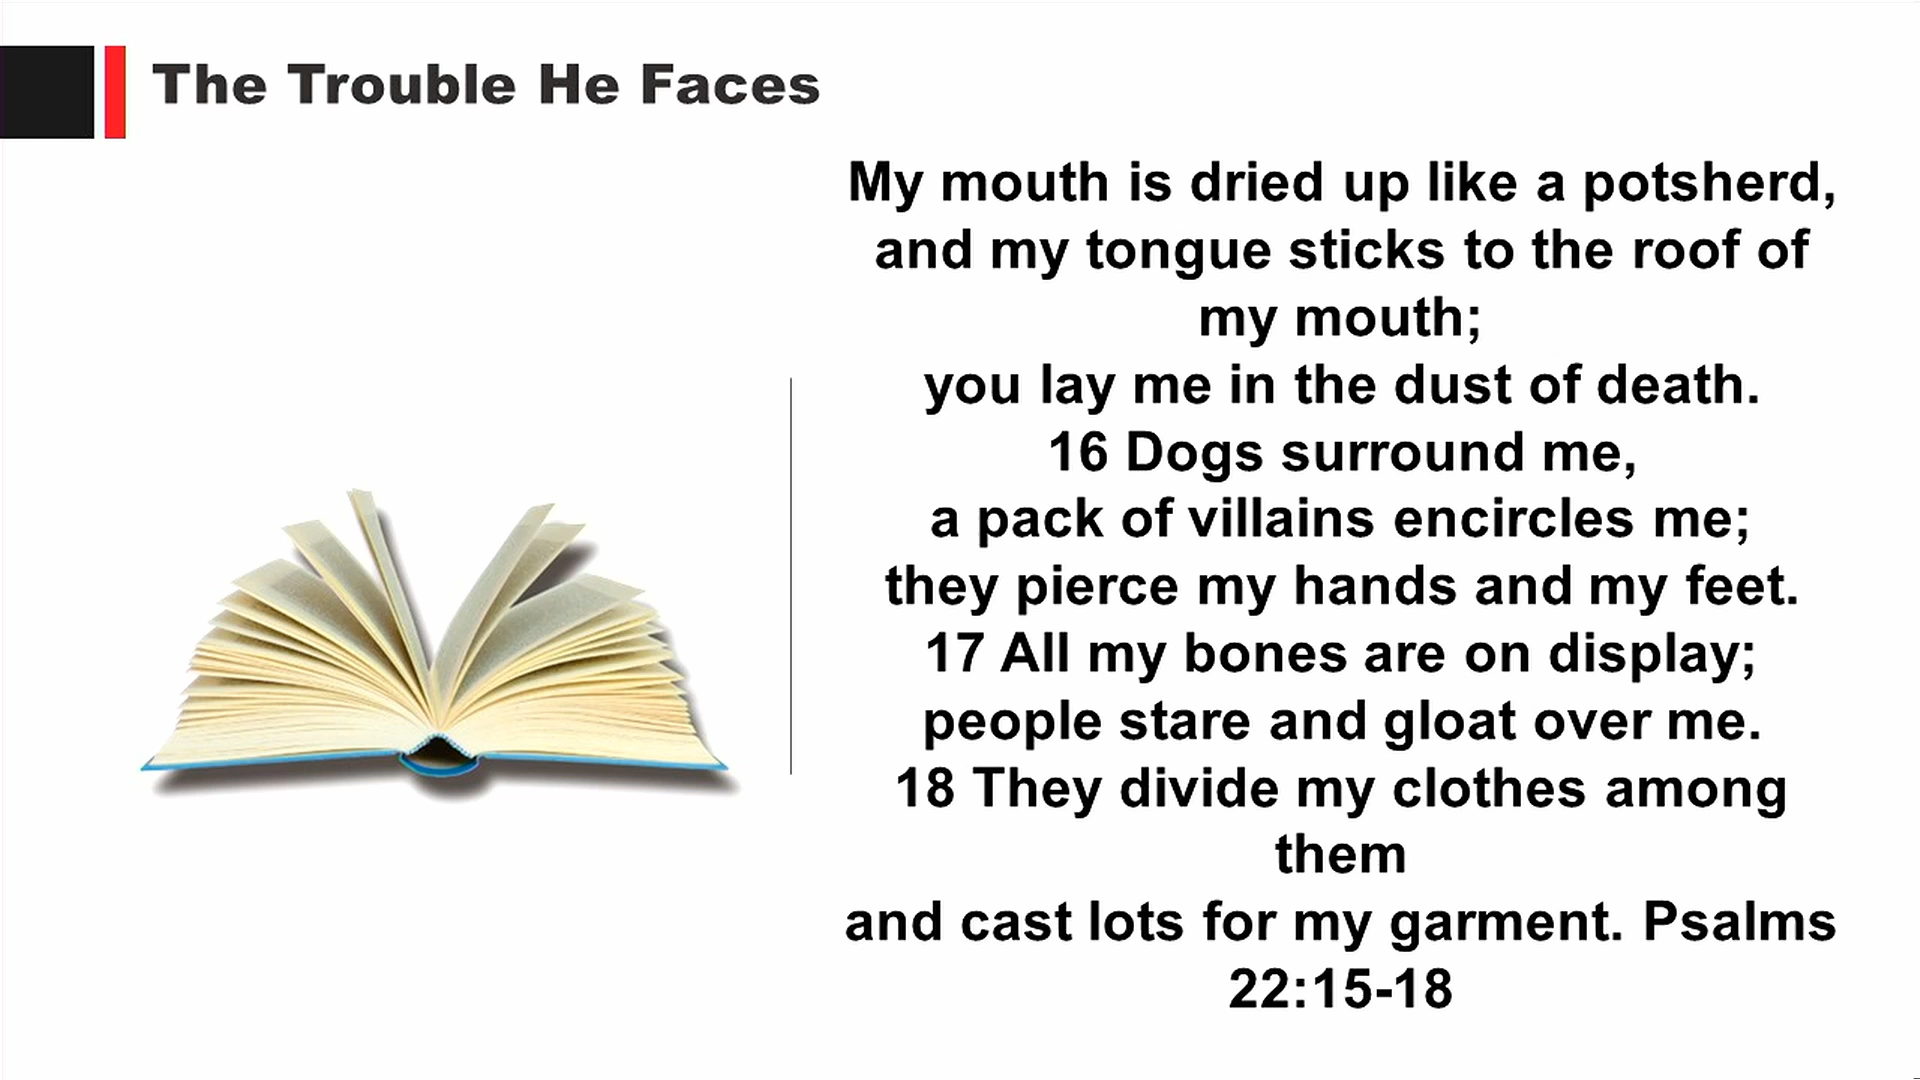 The Trouble He Faces
My mouth is dried up like a potsherd,
and my tongue sticks to the roof of
my mouth;
you lay me in the dust of death.
16 Dogs surround me,
a pack of villains encircles me;
they pierce my hands and my feet.
17 All my bones are on display;
people stare and gloat over me.
18 They divide my clothes among
them
and cast lots for my garment. Psalms
22:15-18